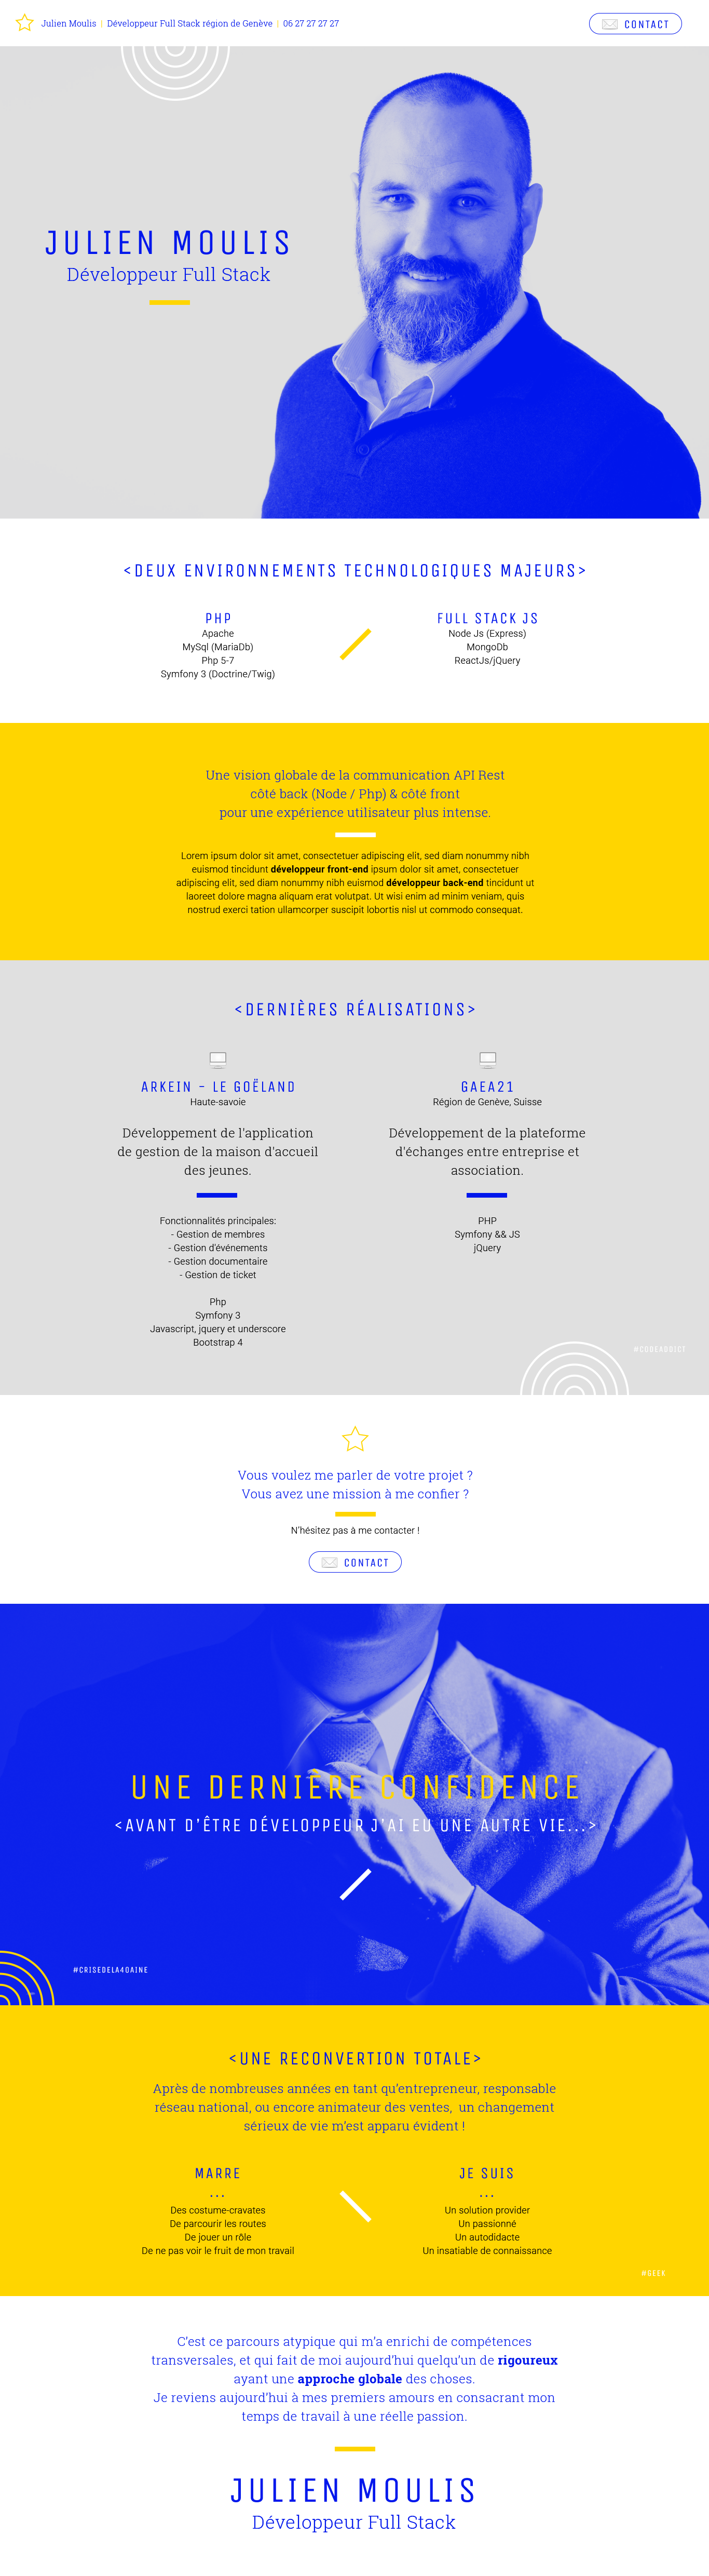 Julien Moulis | Développeur Full Stack région de Genève | 06 27 27 27 27
CONTACT
JULIEN MOULIS
Développeur Full Stack
<DEUX ENVIRONNEMENTS TECHNOLOGIQUES MAJEURS>
PHP
Apache
MySql (MariaDb)
Php 5-7
Symfony 3 (Doctrine/Twig)
FULL STACK JS
Node Js (Express)
MongoDb
ReactJs/jQuery
Une vision globale de la communication API Rest
côté back (Node / Php) & côté front
pour une expérience utilisateur plus intense.
Lorem ipsum dolor sit amet, consectetuer adipiscing elit, sed diam nonummy nibh
euismod tincidunt développeur front-end ipsum dolor sit amet, consectetuer
adipiscing elit, sed diam nonummy nibh euismod développeur back-end tincidunt ut
laoreet dolore magna aliquam erat volutpat. Ut wisi enim ad minim veniam, quis
nostrud exerci tation ullamcorper suscipit lobortis nisl ut commodo consequat.
<DERNIÈRES RÉALISATIONS>
ARKEIN - LE GOËLAND
Haute-savoie
Développement de l'application
de gestion de la maison d'accueil
des jeunes.
Fonctionnalités principales:
- Gestion de membres
- Gestion d'événements
- Gestion documentaire
- Gestion de ticket
Php
Symfony 3
Javascript, jquery et underscore
Bootstrap 4
GAEA21
Région de Genève, Suisse
Développement de la plateforme
d'échanges entre entreprise et
association.
PHP
Symfony && JS
jQuery
#CODEADDICT
Vous voulez me parler de votre projet ?
Vous avez une mission à me confier ?
N'hésitez pas à me contacter !
CONTACT
UNE DERNIÈRE CONFIDENCE
<AVANT D'ÊTRE DÉVELOPPEUR J'AI EU UNE AUTRE VIE...>
#CRISEDELA40AINE
<UNE RECONVERTION TOTALE>
Après de nombreuses années en tant qu'entrepreneur, responsable
réseau national, ou encore animateur des ventes, un changement
sérieux de vie m'est apparu évident !
MARRE
...
Des costume-cravates
De parcourir les routes
De jouer un rôle
De ne pas voir le fruit de mon travail
JE SUIS
...
Un solution provider
Un passionné
Un autodidacte
Un insatiable de connaissance
#GEEK
C'est ce parcours atypique qui m'a enrichi de compétences
transversales, et qui fait de moi aujourd'hui quelqu'un de rigoureux
ayant une approche globale des choses.
Je reviens aujourd'hui à mes premiers amours en consacrant mon
temps de travail à une réelle passion.
JULIEN MOULIS
Développeur Full Stack